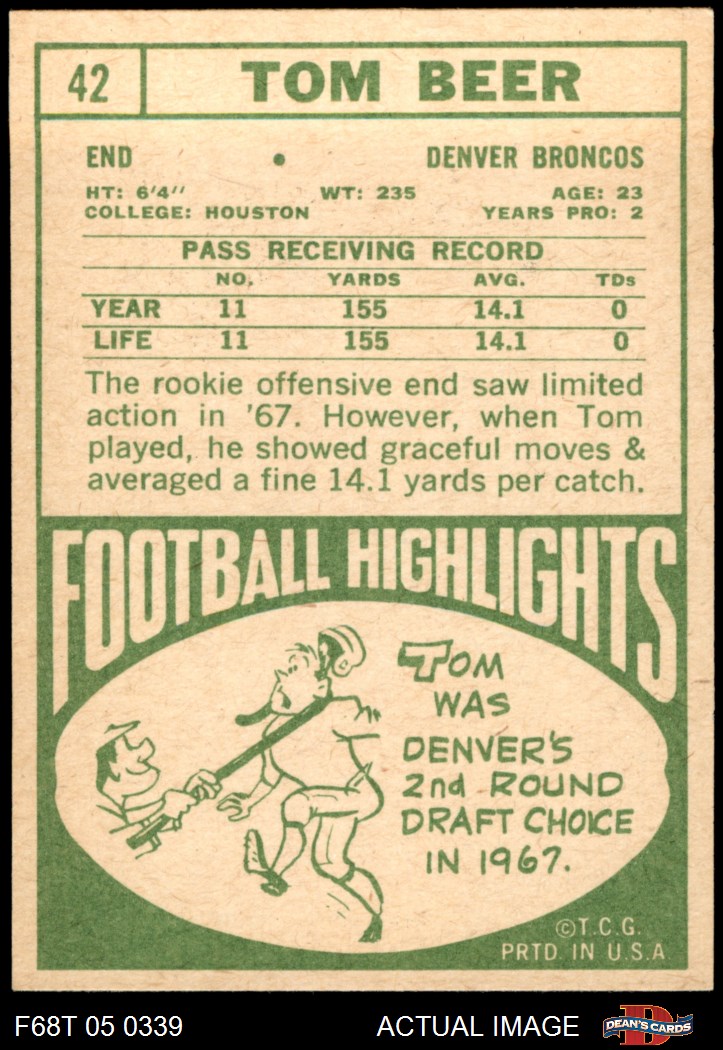 42 TOM BEER
END • DENVER BRONCOS
HT: 6'4" WT: 235 AGE: 23
COLLEGE: HOUSTON YEARS PRO: 2
PASS RECEIVING RECORD
NO. YARDS AVG. TDs
YEAR 11 155 14.1 0
LIFE 11 155 14.1 0
The rookie offensive end saw limited
action in '67. However, when Tom
played, he showed graceful moves &
averaged a fine 14.1 yards per catch.
FOOTBALL HIGHLIGHTS
TOM
WAS
DENVER'S
2nd ROUND
DRAFT CHOICE
IN 1967.
©T.C.G.
PRTD. IN U.S.A
F68T 05 0339 ACTUAL IMAGE D DEAN'S CARDS